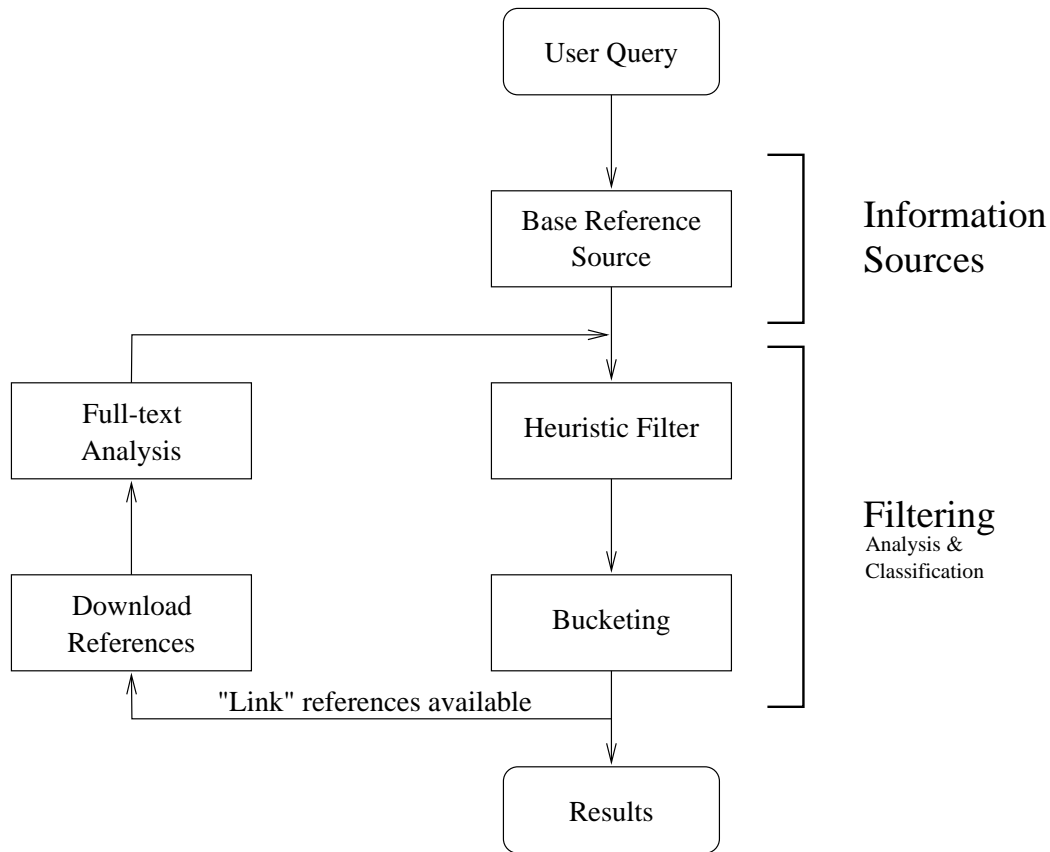 User Query
Base Reference
Source
Information
Sources
Full-text
Analysis
Heuristic Filter
Filtering
Analysis &
Classification
Download
References
Bucketing
"Link" references available
Results